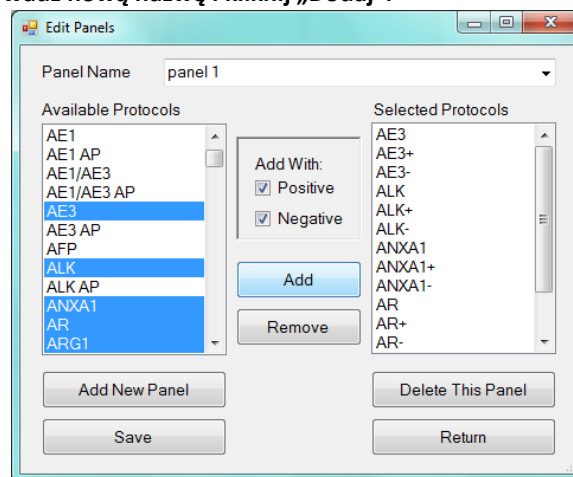 Edit Panels
Panel Name panel 1
Available Protocols
AE1
AE1 AP
AE1/AE3
AE1/AE3 AP
AE3
AE3 AP
AFP
ALK
ALK AP
ANXA1
AR
ARG1
Add With:
Positive
Negative
Add
Remove
Selected Protocols
AE3
AE3+
AE3-
ALK
ALK+
ALK-
ANXA1
ANXA1+
ANXA1-
AR
AR+
AR-
Add New Panel
Delete This Panel
Save
Return